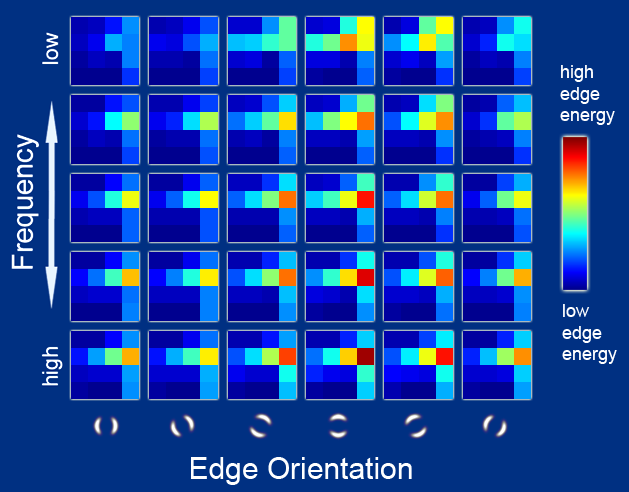 low
Frequency
high
Edge Orientation
high
edge
energy
low
edge
energy